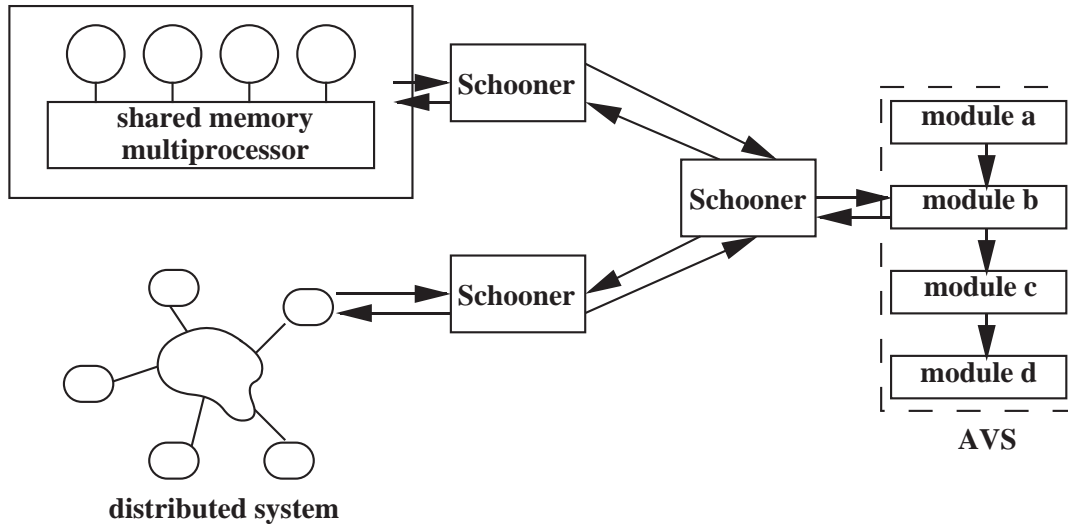 shared memory
multiprocessor
Schooner
Schooner
Schooner
module a
module b
module c
module d
AVS
distributed system